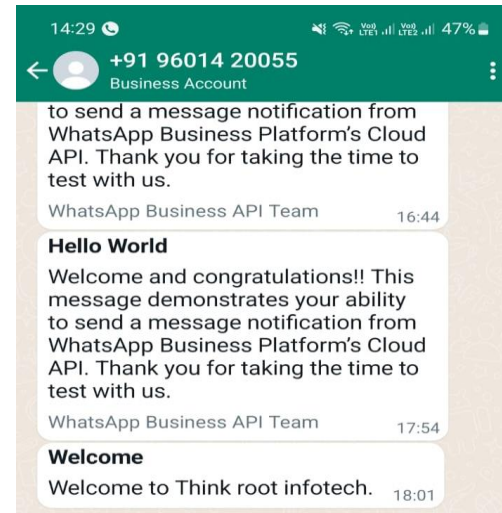 14:29 Vo)) LTE1 Vo)) LTE2 47%
+91 96014 20055
Business Account
to send a message notification from
WhatsApp Business Platform's Cloud
API. Thank you for taking the time to
test with us.
WhatsApp Business API Team 16:44
Hello World
Welcome and congratulations!! This
message demonstrates your ability
to send a message notification from
WhatsApp Business Platform's Cloud
API. Thank you for taking the time to
test with us.
WhatsApp Business API Team 17:54
Welcome
Welcome to Think root infotech. 18:01